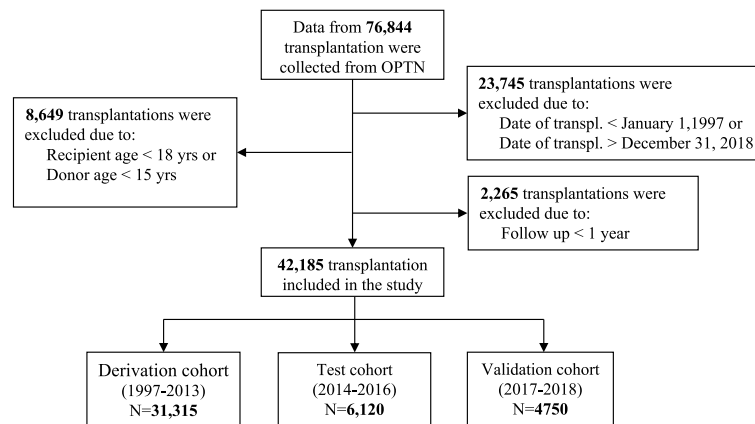 Data from 76,844
transplantation were
collected from OPTN
23,745 transplantations were
excluded due to:
Date of transpl. < January 1,1997 or
Date of transpl. > December 31, 2018
8,649 transplantations were
excluded due to:
Recipient age < 18 yrs or
Donor age < 15 yrs
2,265 transplantations were
excluded due to:
Follow up < 1 year
42,185 transplantation
included in the study
Derivation cohort
(1997-2013)
N=31,315
Test cohort
(2014-2016)
N=6,120
Validation cohort
(2017-2018)
N=4750